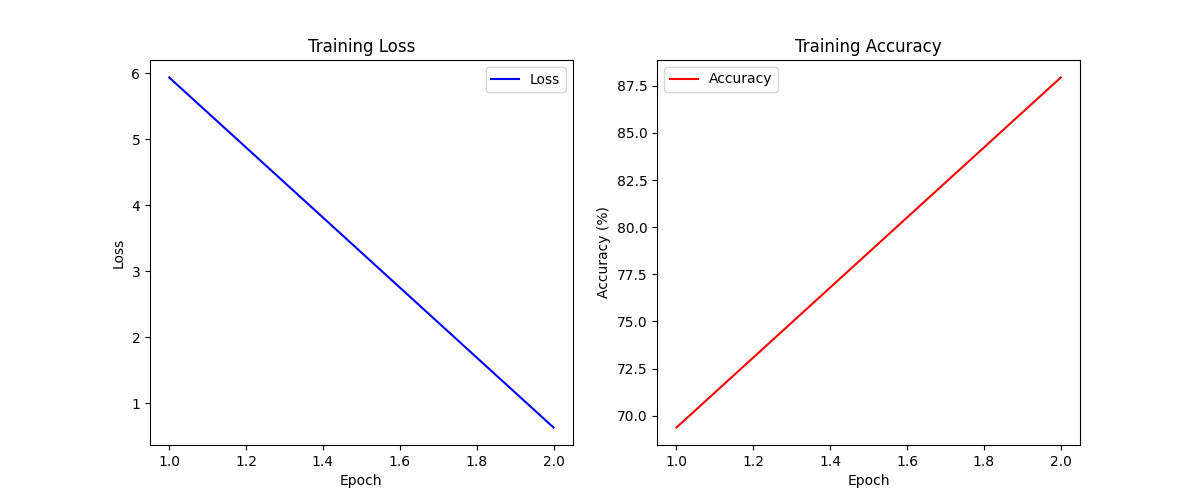 Training Loss
Loss
6
5
4
3
2
1
Loss
1.0 1.2 1.4 1.6 1.8 2.0
Epoch
Training Accuracy
Accuracy
87.5
85.0
82.5
80.0
77.5
75.0
72.5
70.0
Accuracy (%)
1.0 1.2 1.4 1.6 1.8 2.0
Epoch